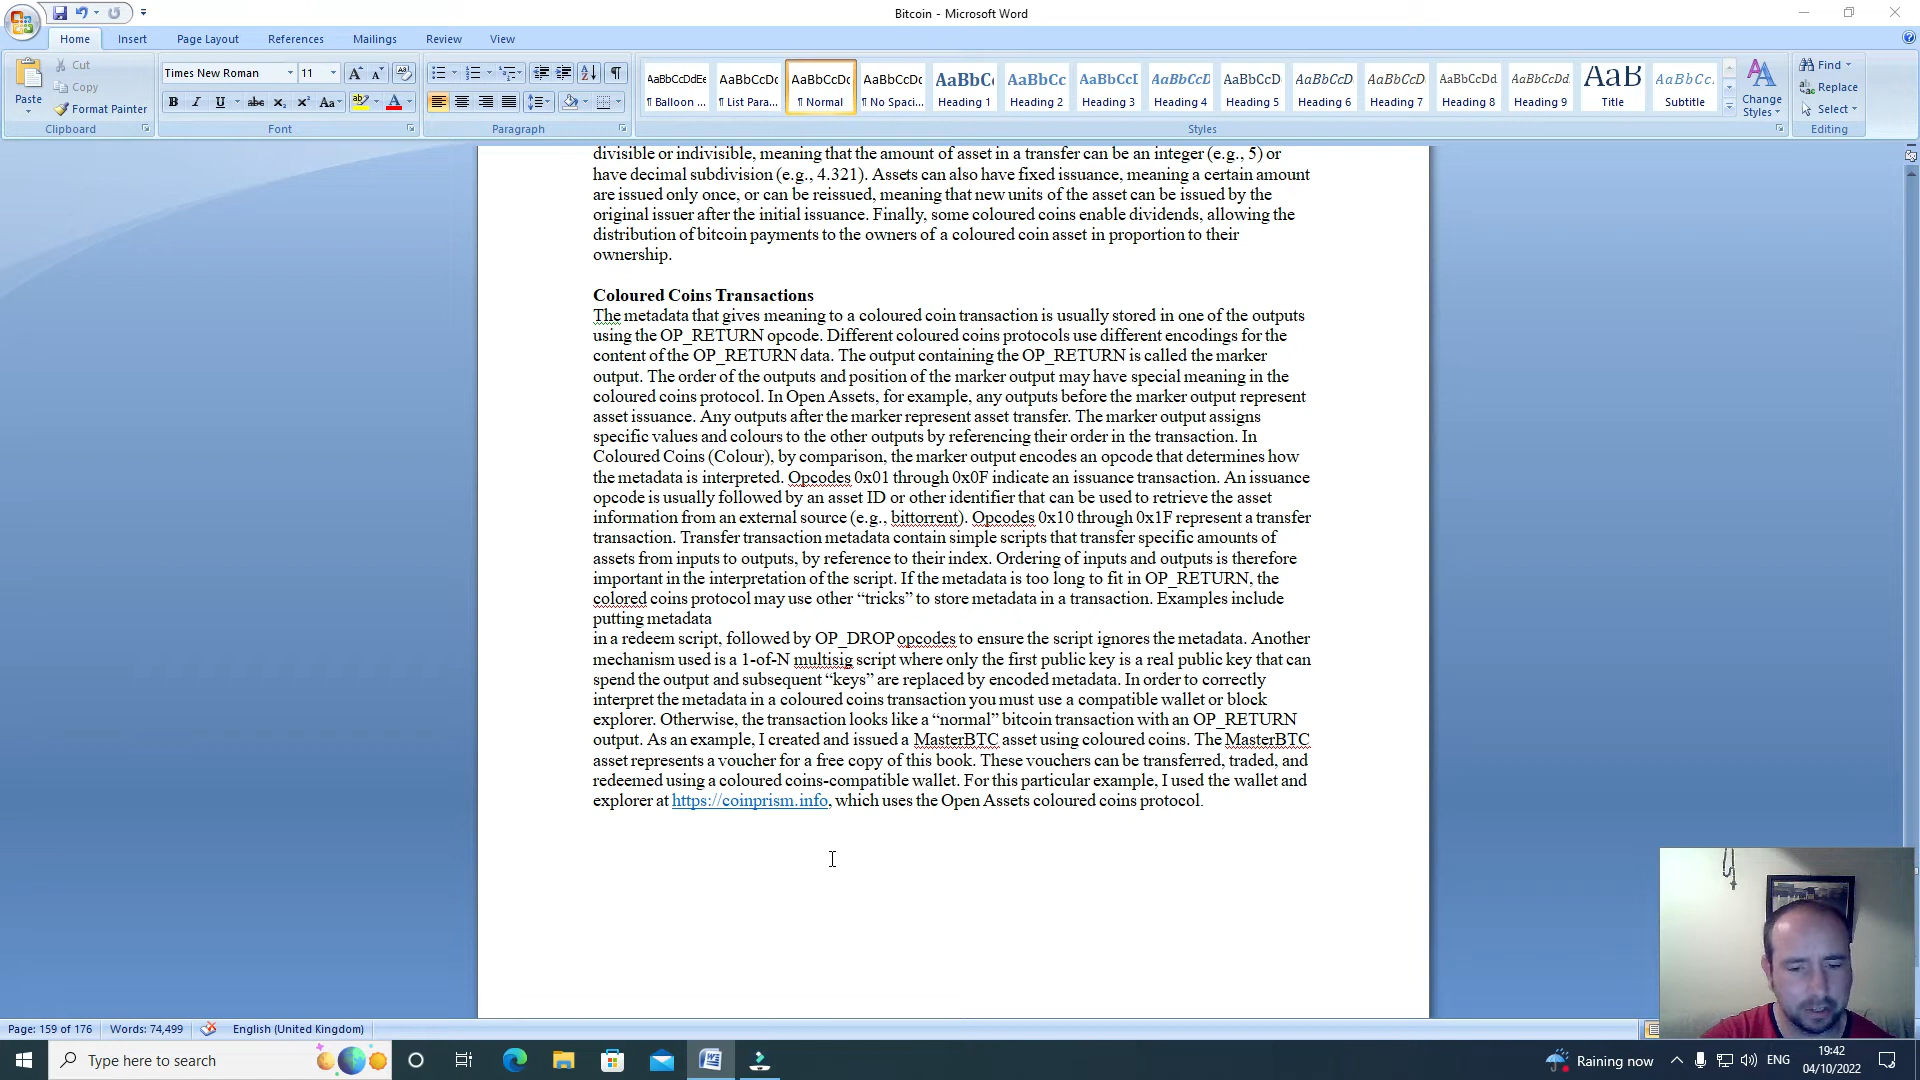 Bitcoin - Microsoft Word
Home Insert Page Layout References Mailings Review View
Paste Cut Copy Format Painter Clipboard
Times New Roman 11 Font
Paragraph
AaBbCcDdEe AaBbCcDc AaBbCcDc AaBbCcDc AaBbC AaBbCc AaBbCcI AaBbCcD AaBbCcD AaBbCcD AaBbCcD AaBbCcDd AaBbCcDd. AaB AaBbCc.
¶ Balloon ... ¶ List Para... ¶ Normal ¶ No Spaci... Heading 1 Heading 2 Heading 3 Heading 4 Heading 5 Heading 6 Heading 7 Heading 8 Heading 9 Title Subtitle
Change Styles
Styles
Find Replace Select Editing
divisible or indivisible, meaning that the amount of asset in a transfer can be an integer (e.g., 5) or
have decimal subdivision (e.g., 4.321). Assets can also have fixed issuance, meaning a certain amount
are issued only once, or can be reissued, meaning that new units of the asset can be issued by the
original issuer after the initial issuance. Finally, some coloured coins enable dividends, allowing the
distribution of bitcoin payments to the owners of a coloured coin asset in proportion to their
ownership.
Coloured Coins Transactions
The metadata that gives meaning to a coloured coin transaction is usually stored in one of the outputs
using the OP_RETURN opcode. Different coloured coins protocols use different encodings for the
content of the OP_RETURN data. The output containing the OP_RETURN is called the marker
output. The order of the outputs and position of the marker output may have special meaning in the
coloured coins protocol. In Open Assets, for example, any outputs before the marker output represent
asset issuance. Any outputs after the marker represent asset transfer. The marker output assigns
specific values and colours to the other outputs by referencing their order in the transaction. In
Coloured Coins (Colour), by comparison, the marker output encodes an opcode that determines how
the metadata is interpreted. Opcodes 0x01 through 0x0F indicate an issuance transaction. An issuance
opcode is usually followed by an asset ID or other identifier that can be used to retrieve the asset
information from an external source (e.g., bittorrent). Opcodes 0x10 through 0x1F represent a transfer
transaction. Transfer transaction metadata contain simple scripts that transfer specific amounts of
assets from inputs to outputs, by reference to their index. Ordering of inputs and outputs is therefore
important in the interpretation of the script. If the metadata is too long to fit in OP_RETURN, the
colored coins protocol may use other “tricks” to store metadata in a transaction. Examples include
putting metadata
in a redeem script, followed by OP_DROP opcodes to ensure the script ignores the metadata. Another
mechanism used is a 1-of-N multisig script where only the first public key is a real public key that can
spend the output and subsequent “keys” are replaced by encoded metadata. In order to correctly
interpret the metadata in a coloured coins transaction you must use a compatible wallet or block
explorer. Otherwise, the transaction looks like a “normal” bitcoin transaction with an OP_RETURN
output. As an example, I created and issued a MasterBTC asset using coloured coins. The MasterBTC
asset represents a voucher for a free copy of this book. These vouchers can be transferred, traded, and
redeemed using a coloured coins-compatible wallet. For this particular example, I used the wallet and
explorer at https://coinprism.info, which uses the Open Assets coloured coins protocol.
Page: 159 of 176 Words: 74,499 English (United Kingdom)
Type here to search
Raining now ENG 19:42
04/10/2022